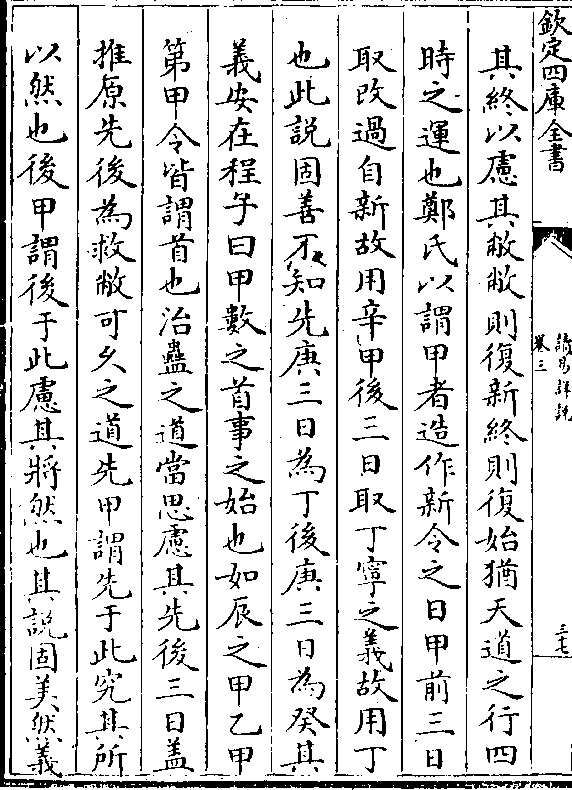 欽定四庫全書
讀易詳說
卷三
三十七
其終以慮其敝敝則復新終則復始猶天道之行四
時之運也鄭氏以謂甲者造作新令之日甲前三日
取改過自新故用辛甲後三日取丁寧之義故用丁
也此說固善不知先庚三日為丁後庚三日為癸其
義安在程子曰甲數之首事之始也如辰之甲乙甲
第甲令皆謂首也治蠱之道當思慮其先後三日盖
推原先後為救敝可乆之道先甲謂先于此究其所
以然也後甲謂後于此慮其將然也其說固美然義